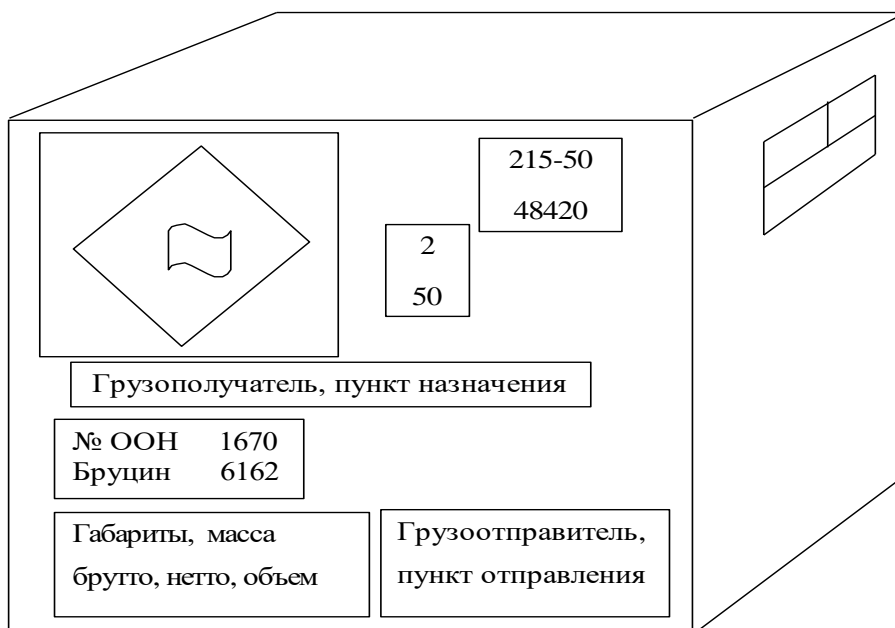 215-50
48420
2
50
Грузополучатель, пункт назначения
№ ООН 1670
Бруцин 6162
Габариты, масса
брутто, нетто, объем
Грузоотправитель,
пункт отправления